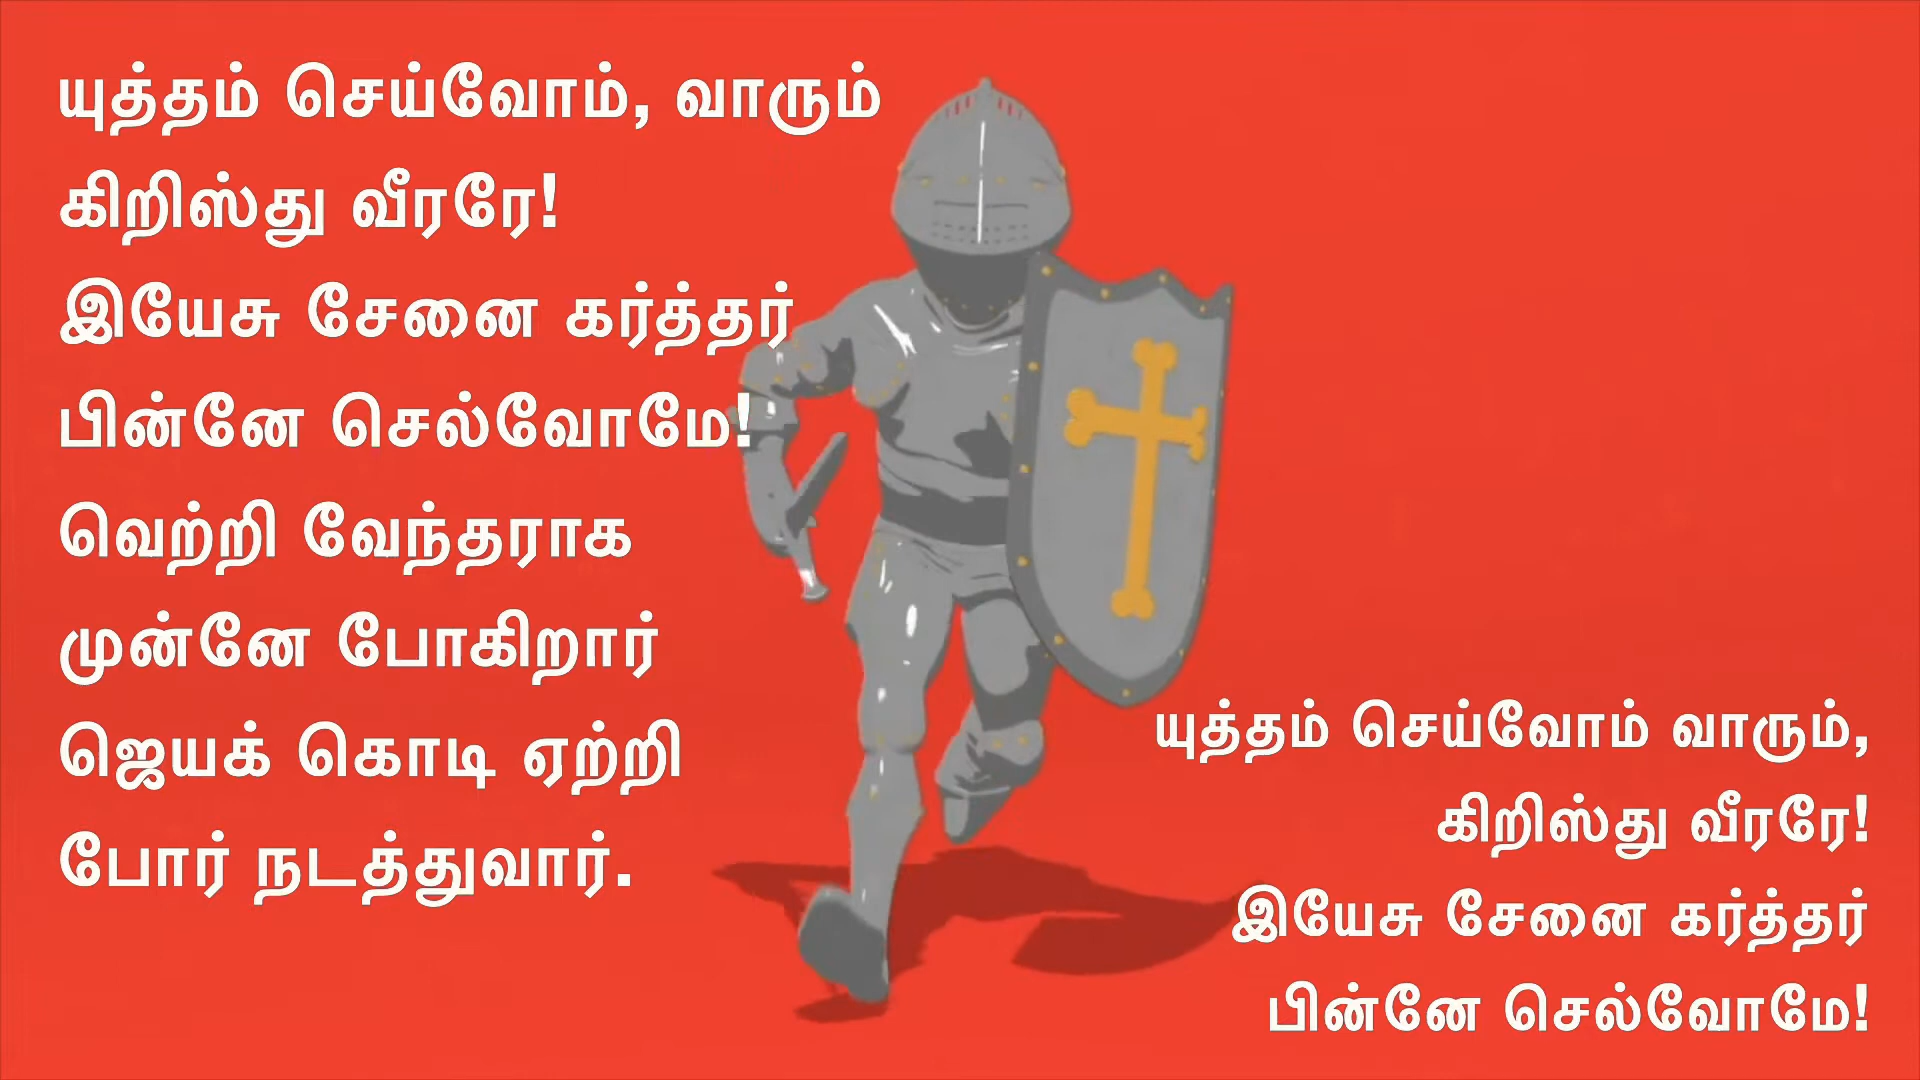 யுத்தம் செய்வோம், வாரும்
கிறிஸ்து வீரரே!
இயேசு சேனை கர்த்தர்
பின்னே செல்வோமே!
வெற்றி வேந்தராக
முன்னே போகிறார்
ஜெயக் கொடி ஏற்றி
போர் நடத்துவார்.
யுத்தம் செய்வோம் வாரும்,
கிறிஸ்து வீரரே!
இயேசு சேனை கர்த்தர்
பின்னே செல்வோமே!